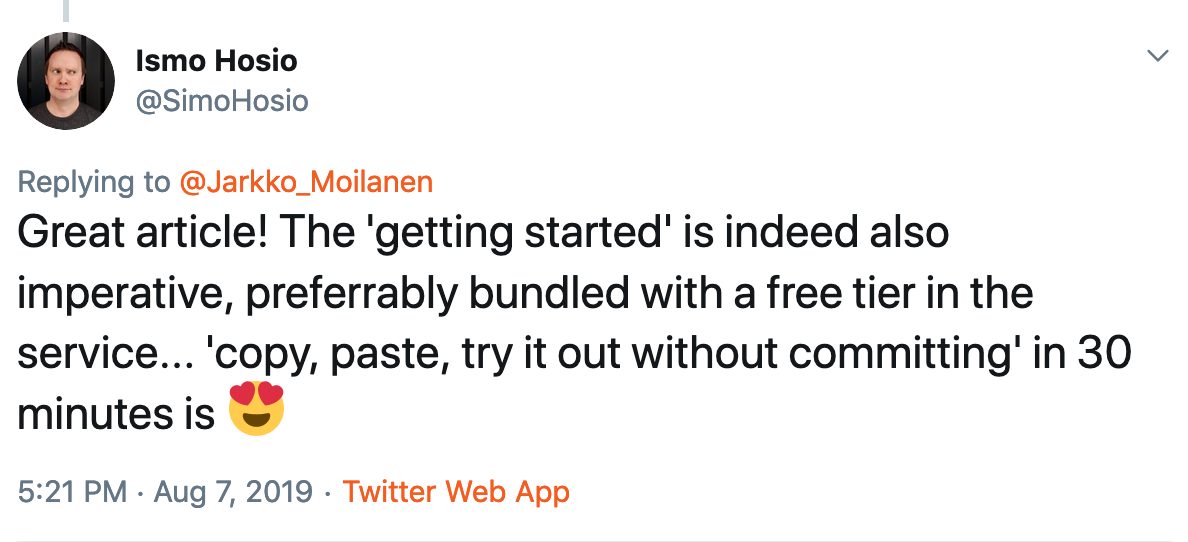 Ismo Hosio
@SimoHosio
Replying to @Jarkko_Moilanen
Great article! The 'getting started' is indeed also
imperative, preferrably bundled with a free tier in the
service... 'copy, paste, try it out without committing' in 30
minutes is 😍
5:21 PM · Aug 7, 2019 · Twitter Web App